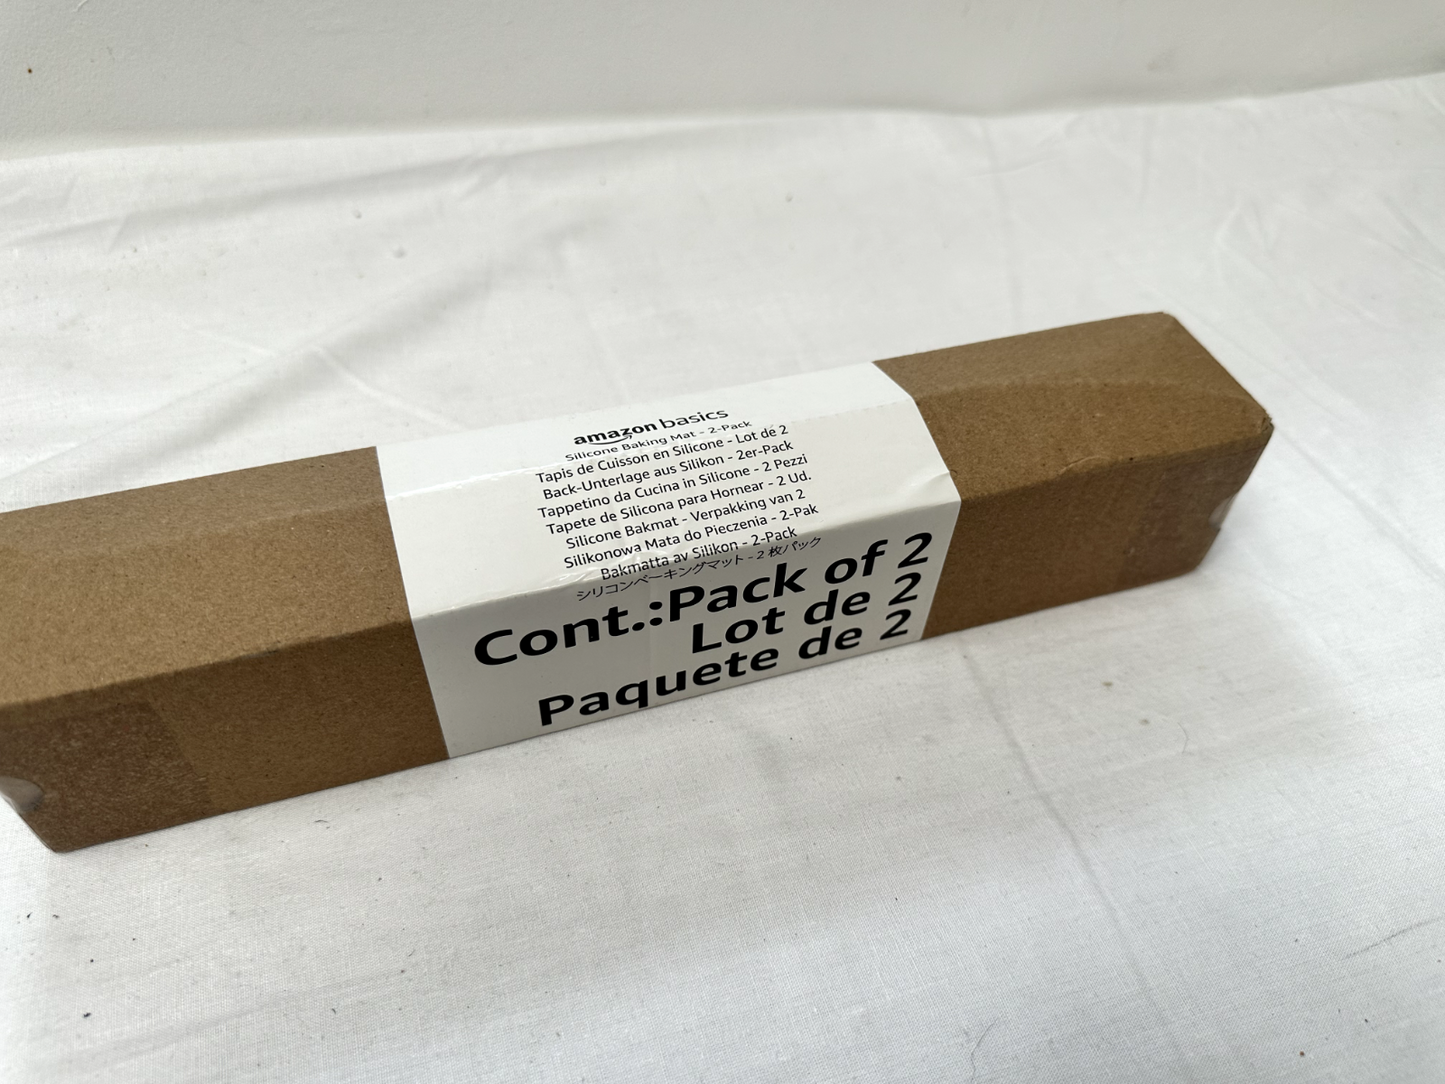 amazon basics
Silicone Baking Mat - 2-Pack
Tapis de Cuisson en Silicone - Lot de 2
Back-Unterlage aus Silikon - 2er-Pack
Tappetino da Cucina in Silicone - 2 Pezzi
Tapete de Silicona para Hornear - 2 Ud.
Silicone Bakmat - Verpakking van 2
Silikonowa Mata do Pieczenia - 2-Pak
Bakmatta av Silikon - 2-Pack
シリコンベーキングマット - 2 枚パック
Cont.:Pack of 2
Lot de 2
Paquete de 2